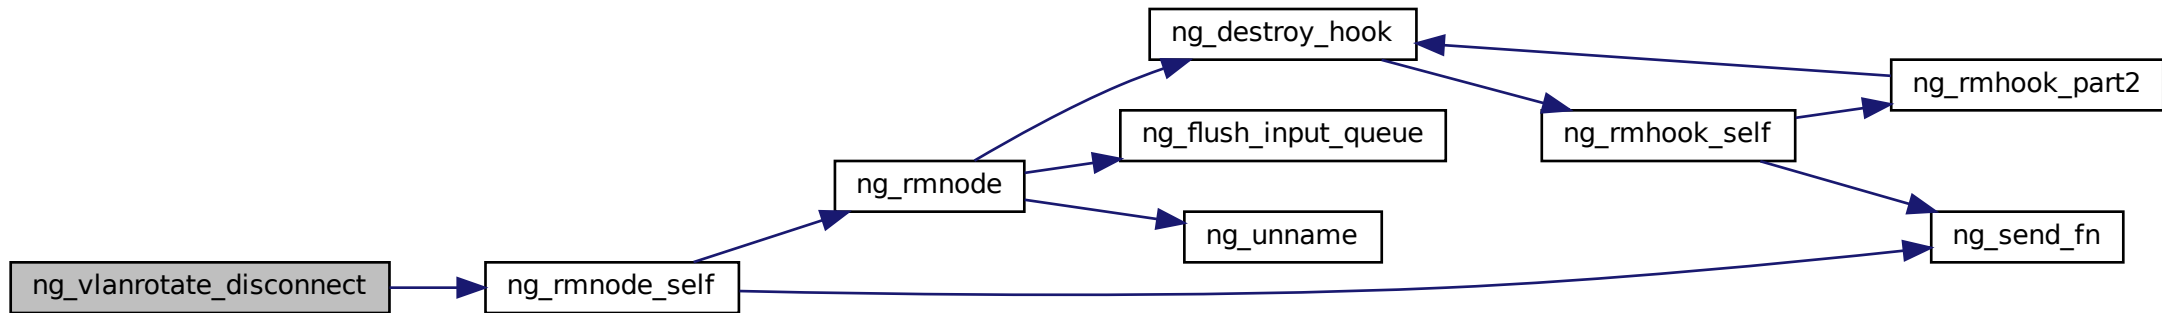 ng_destroy_hook
ng_rmhook_part2
ng_flush_input_queue
ng_rmhook_self
ng_rmnode
ng_unname
ng_send_fn
ng_vlanrotate_disconnect
ng_rmnode_self